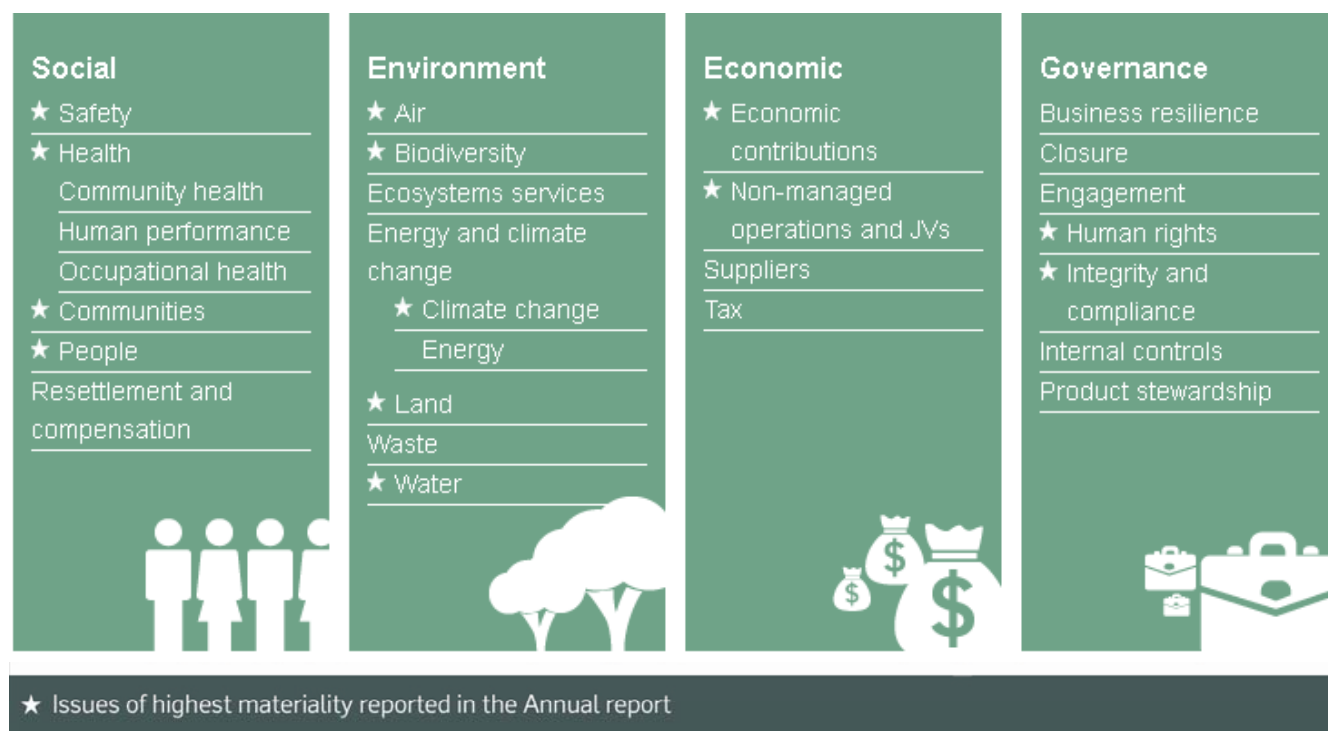 Social
★ Safety
★ Health
Community health
Human performance
Occupational health
★ Communities
★ People
Resettlement and
compensation
Environment
★ Air
★ Biodiversity
Ecosystems services
Energy and climate
change
★ Climate change
Energy
★ Land
Waste
★ Water
Economic
★ Economic
contributions
★ Non-managed
operations and JVs
Suppliers
Tax
$
$
$
Governance
Business resilience
Closure
Engagement
★ Human rights
★ Integrity and
compliance
Internal controls
Product stewardship
★ Issues of highest materiality reported in the Annual report